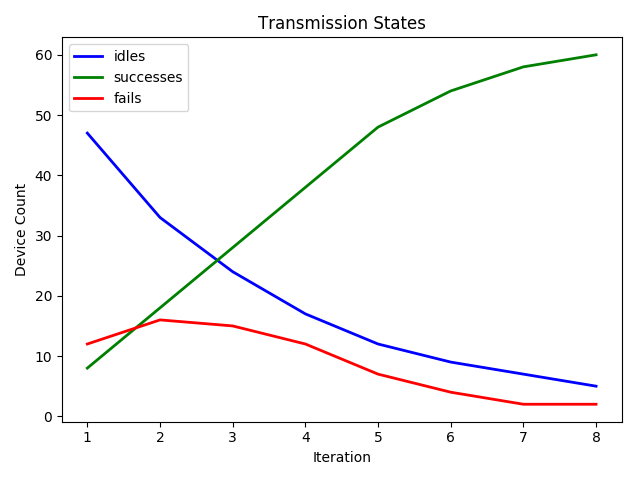 Transmission States
idles
successes
fails
Device Count
60
50
40
30
20
10
0
1 2 3 4 5 6 7 8
Iteration